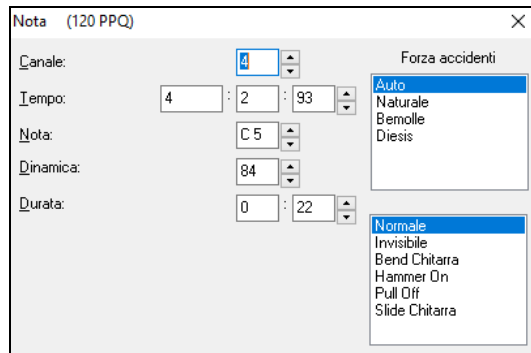 Nota (120 PPQ)
Canale: 4
Forza accidenti
Tempo: 4 : 2 : 93
Nota: C 5
Dinamica: 84
Durata: 0 : 22
Auto
Naturale
Bemolle
Diesis
Normale
Invisibile
Bend Chitarra
Hammer On
Pull Off
Slide Chitarra